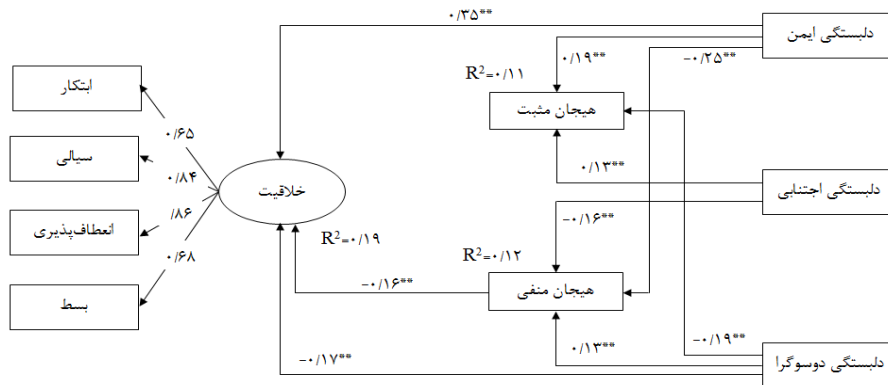 ۰/۳۵**
دلبستگی ایمن
۰/۱۹**
-۰/۲۵**
R²=۰/۱۱
هیجان مثبت
ابتکار
۰/۶۵
سیالی
۰/۸۴
۰/۱۳**
خلاقیت
دلبستگی اجتنابی
/۸۶
انعطاف‌پذیری
-۰/۱۶**
R²=۰/۱۹
R²=۰/۱۲
۰/۶۸
بسط
-۰/۱۶**
هیجان منفی
-۰/۱۹**
۰/۱۳**
-۰/۱۷**
دلبستگی دوسوگرا